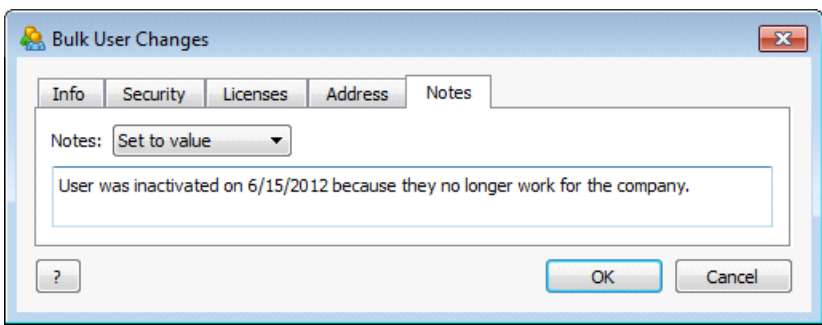 Bulk User Changes
Info Security Licenses Address Notes
Notes: Set to value
User was inactivated on 6/15/2012 because they no longer work for the company.
? OK Cancel